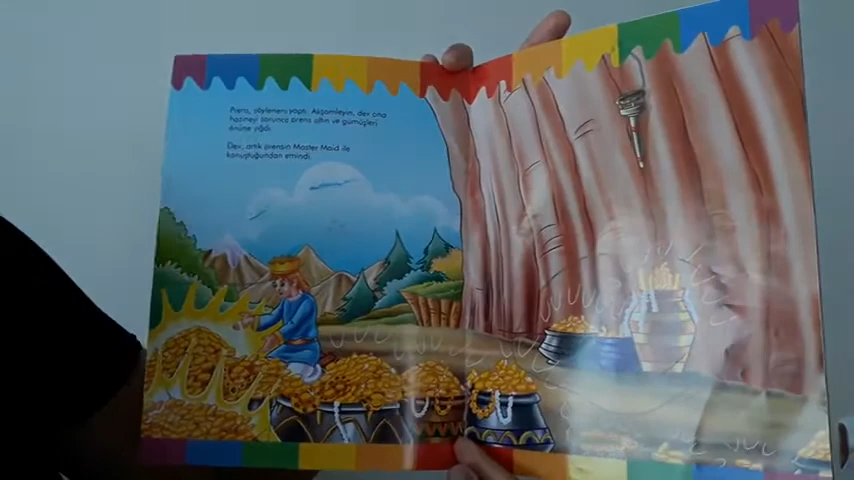 Prens, söyleneni yaptı. Akşamleyin, dev ona
hazineyi sorunca prens altın ve gümüşleri
önüne yığdı.
Dev, artık prensin Master Maid ile
konuştuğundan emindi.